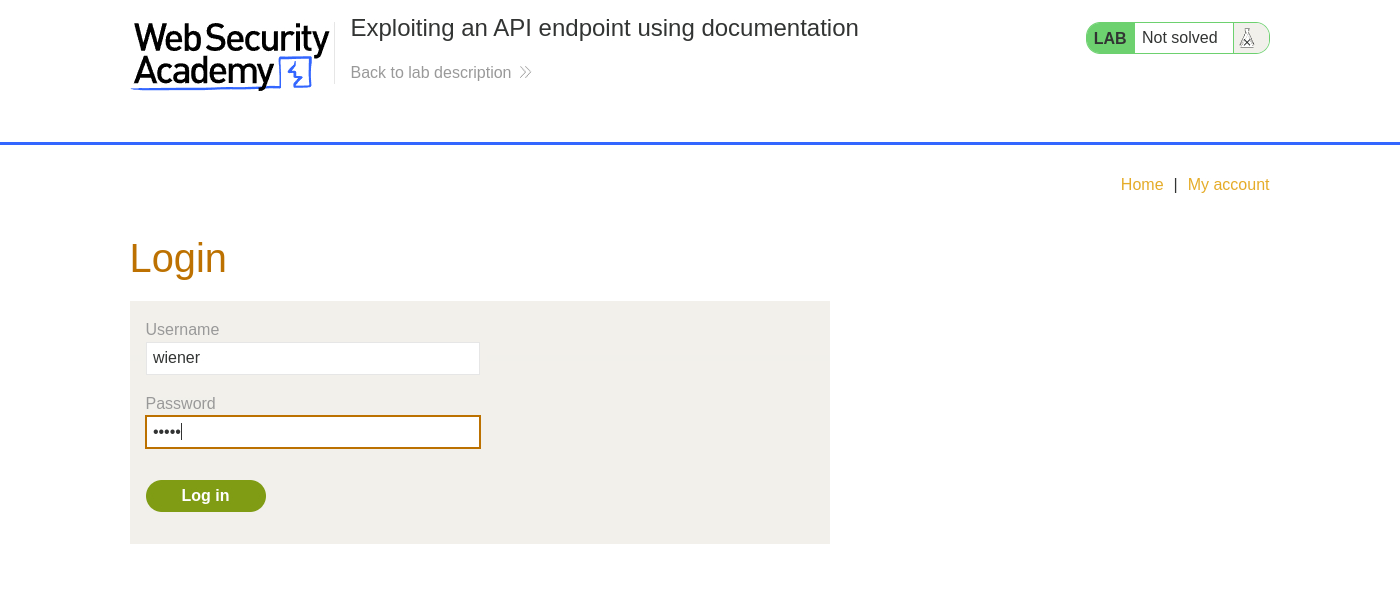 Web Security
Academy
Exploiting an API endpoint using documentation
Back to lab description
LAB
Not solved
Home | My account
Login
Username
wiener
Password
•••••
Log in